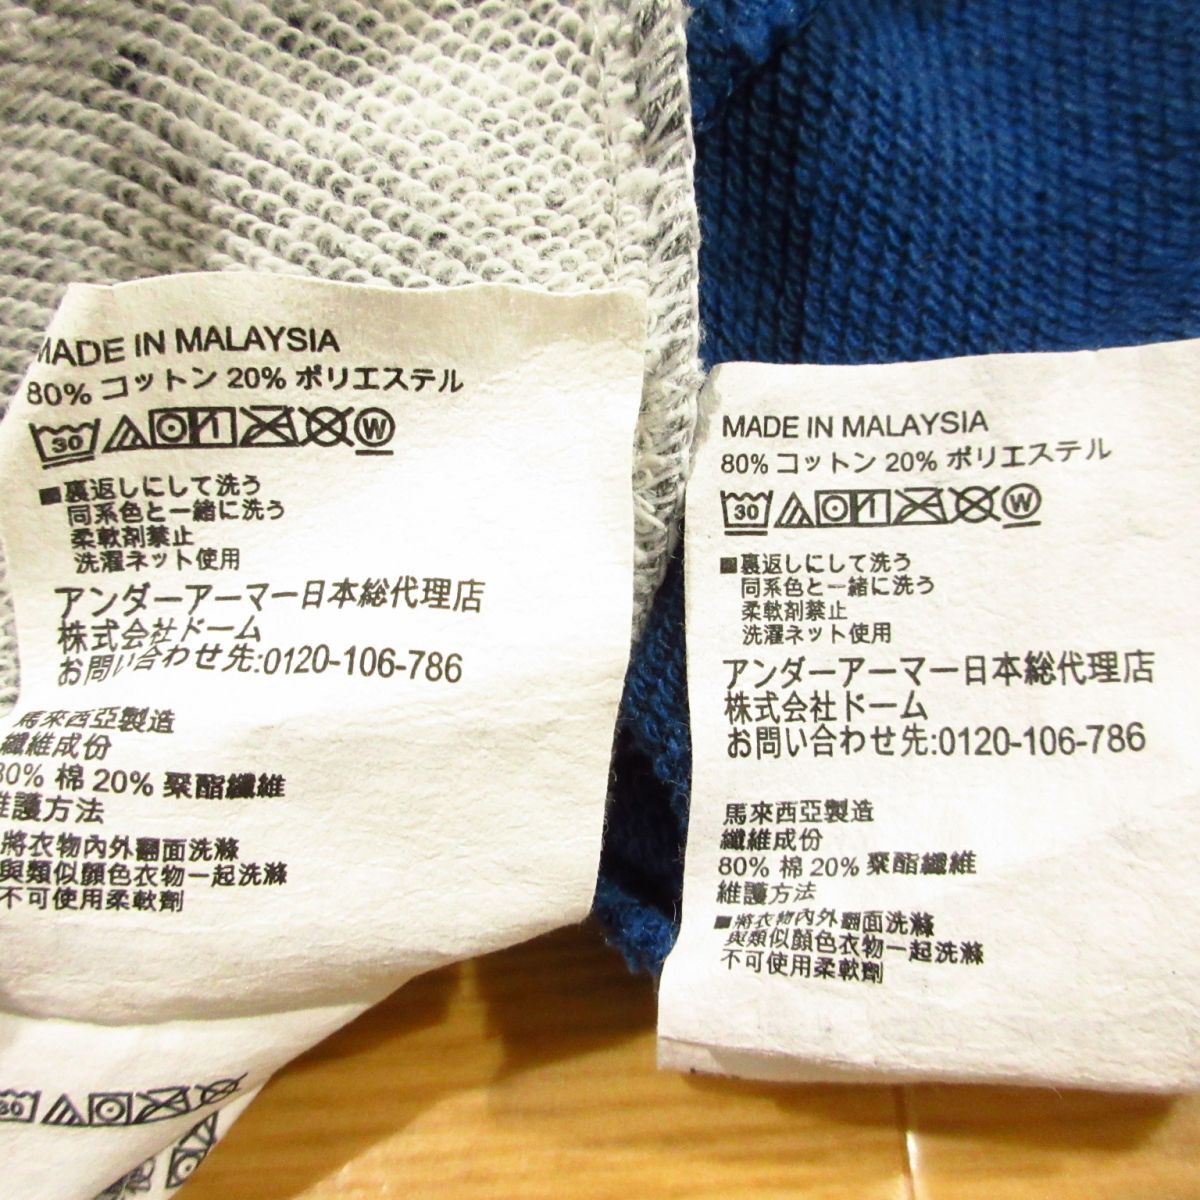 MADE IN MALAYSIA
80% コットン 20% ポリエステル
30 W
■裏返しにして洗う
同系色と一緒に洗う
柔軟剤禁止
洗濯ネット使用
アンダーアーマー日本総代理店
株式会社ドーム
お問い合わせ先:0120-106-786
馬來西亞製造
纖維成份
80% 棉 20% 聚酯纖維
維護方法
將衣物內外翻面洗滌
與類似顏色衣物一起洗滌
不可使用柔軟劑
30
MADE IN MALAYSIA
80% コットン 20% ポリエステル
30 W
■裏返しにして洗う
同系色と一緒に洗う
柔軟剤禁止
洗濯ネット使用
アンダーアーマー日本総代理店
株式会社ドーム
お問い合わせ先:0120-106-786
馬來西亞製造
纖維成份
80% 棉 20% 聚酯纖維
維護方法
■將衣物內外翻面洗滌
與類似顏色衣物一起洗滌
不可使用柔軟劑